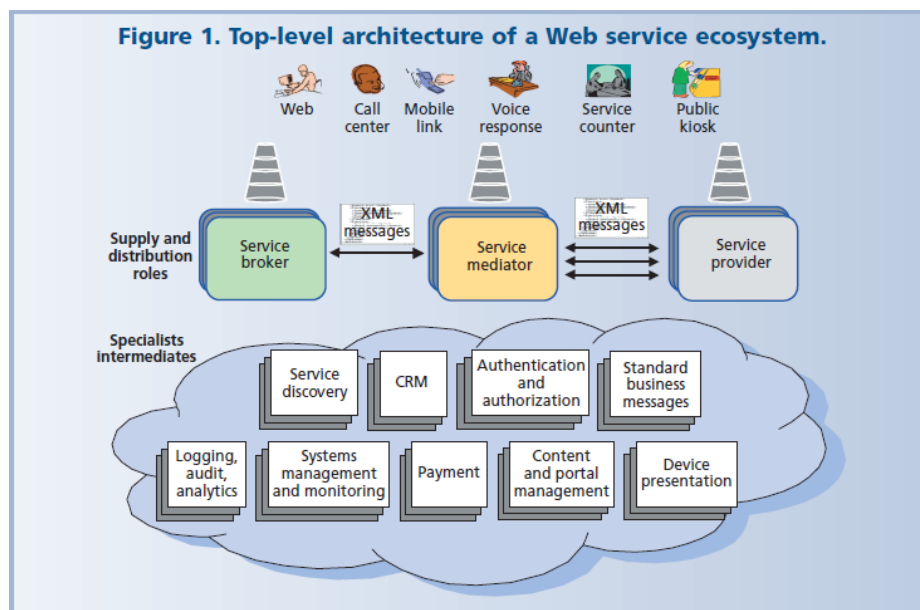 Figure 1. Top-level architecture of a Web service ecosystem.
Web
Call
center
Mobile
link
Voice
response
Service
counter
Public
kiosk
Supply and
distribution
roles
Service
broker
XML
messages
Service
mediator
XML
messages
Service
provider
Specialists
intermediates
Service
discovery
CRM
Authentication
and
authorization
Standard
business
messages
Logging,
audit,
analytics
Systems
management
and monitoring
Payment
Content
and portal
management
Device
presentation